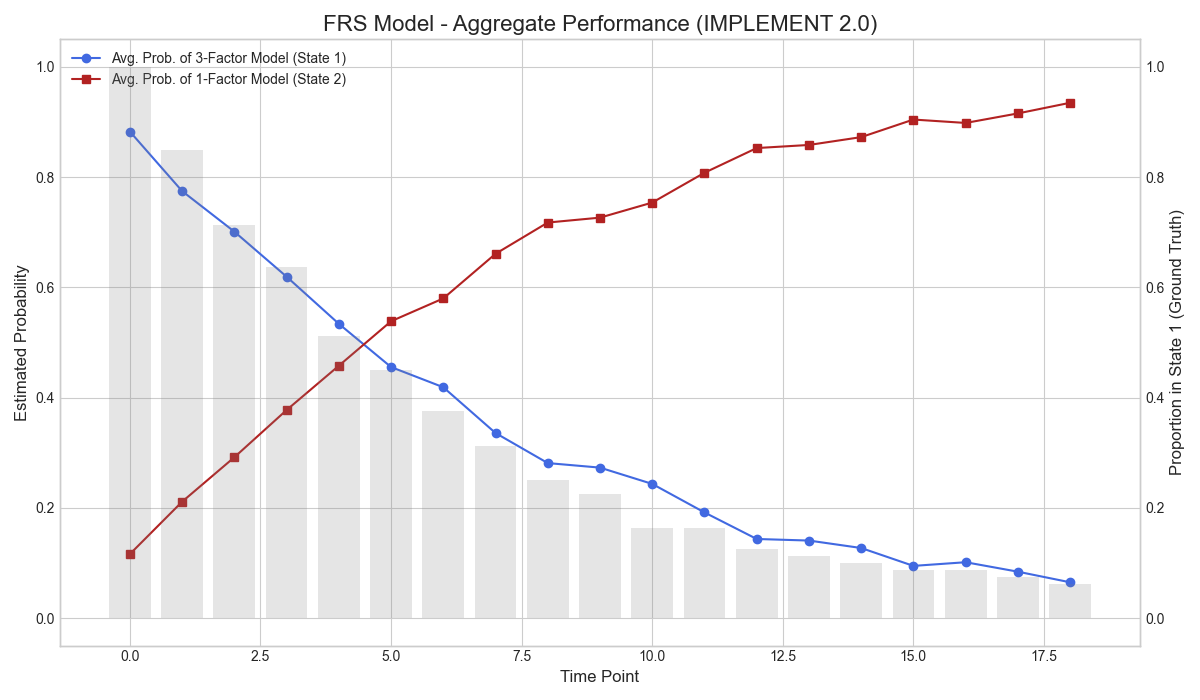 FRS Model - Aggregate Performance (IMPLEMENT 2.0)
Avg. Prob. of 3-Factor Model (State 1)
Avg. Prob. of 1-Factor Model (State 2)
1.0
0.8
0.6
0.4
0.2
0.0
Estimated Probability
1.0
0.8
0.6
0.4
0.2
0.0
Proportion in State 1 (Ground Truth)
0.0 2.5 5.0 7.5 10.0 12.5 15.0 17.5
Time Point